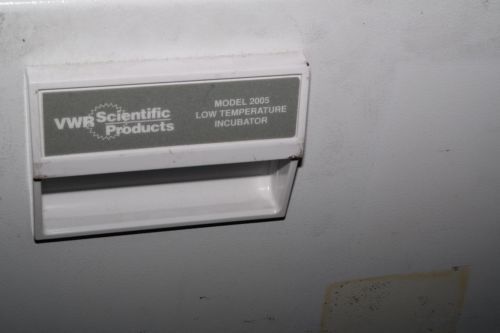 VWR Scientific
Products
MODEL 2005
LOW TEMPERATURE
INCUBATOR